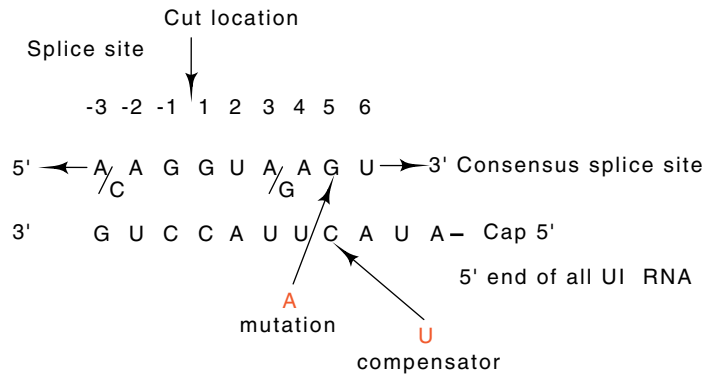 Cut location
Splice site
-3 -2 -1 1 2 3 4 5 6
5' A/C A G G U A/G A G U 3' Consensus splice site
3' G U C C A U U C A U A – Cap 5'
5' end of all UI RNA
A
mutation
U
compensator